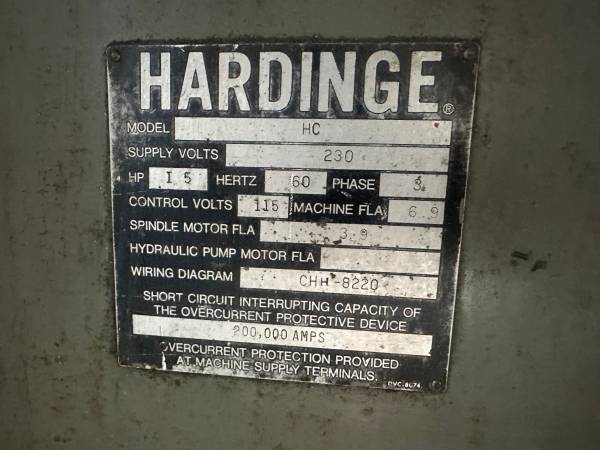 HARDINGE®
MODEL HC
SUPPLY VOLTS 230
HP 1 5 HERTZ 60 PHASE 3
CONTROL VOLTS 115 MACHINE FLA 6 9
SPINDLE MOTOR FLA 3 9
HYDRAULIC PUMP MOTOR FLA
WIRING DIAGRAM CHH-8220
SHORT CIRCUIT INTERRUPTING CAPACITY OF
THE OVERCURRENT PROTECTIVE DEVICE
200,000 AMPS
OVERCURRENT PROTECTION PROVIDED
AT MACHINE SUPPLY TERMINALS.